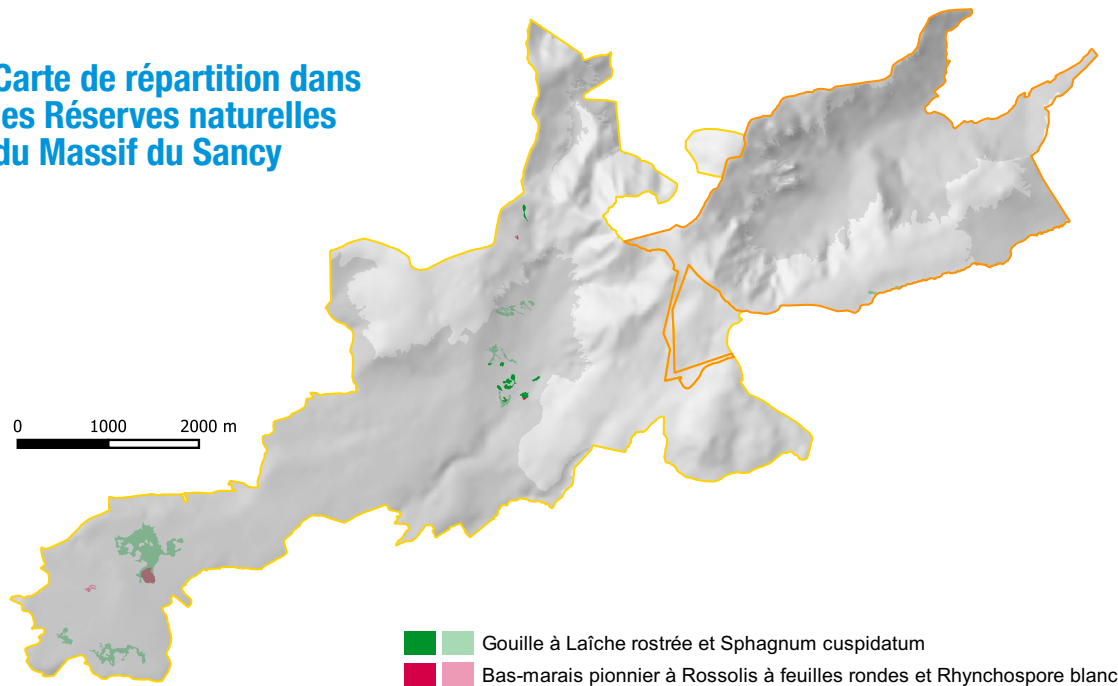 Carte de répartition dans
les Réserves naturelles
du Massif du Sancy
0 1000 2000 m
Gouille à Laîche rostrée et Sphagnum cuspidatum
Bas-marais pionnier à Rossolis à feuilles rondes et Rhynchospore blanc